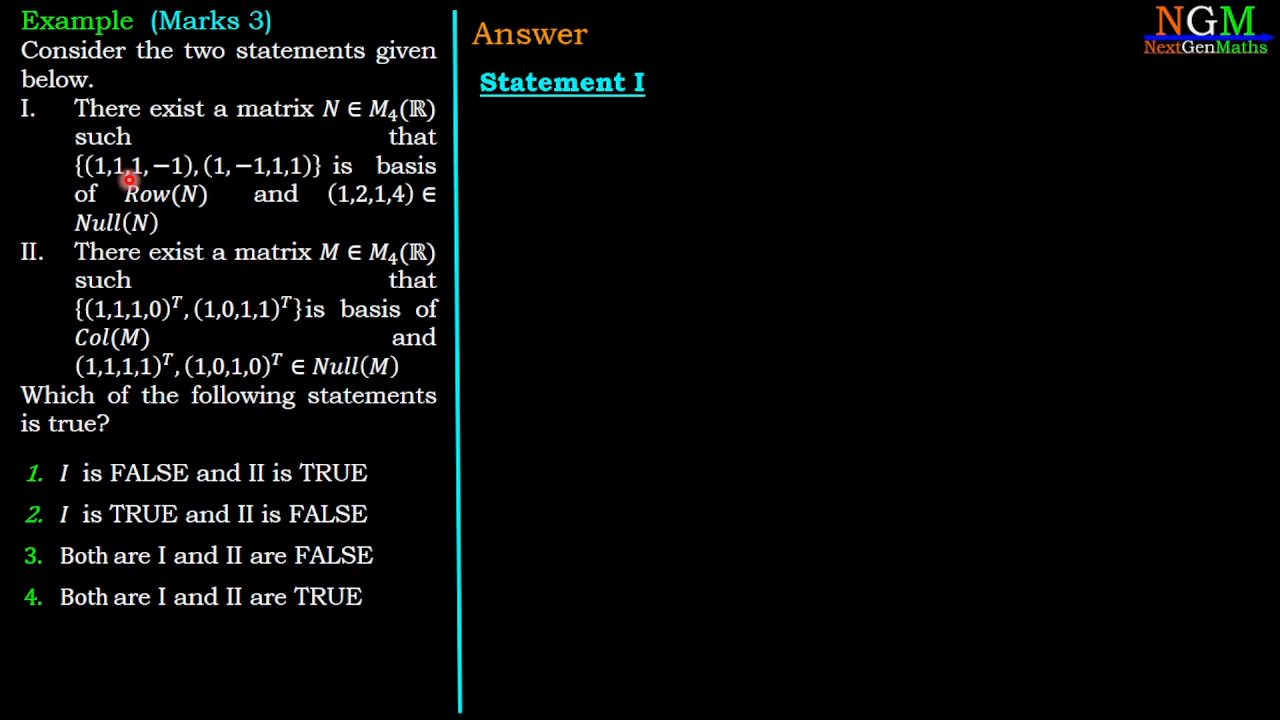 Example (Marks 3)
Consider the two statements given
below.
I. There exist a matrix N ∈ M₄(ℝ)
such that
{(1,1,1,−1), (1,−1,1,1)} is basis
of Row(N) and (1,2,1,4) ∈
Null(N)
II. There exist a matrix M ∈ M₄(ℝ)
such that
{(1,1,1,0)ᵀ, (1,0,1,1)ᵀ}is basis of
Col(M) and
(1,1,1,1)ᵀ, (1,0,1,0)ᵀ ∈ Null(M)
Which of the following statements
is true?
1. I is FALSE and II is TRUE
2. I is TRUE and II is FALSE
3. Both are I and II are FALSE
4. Both are I and II are TRUE
Answer
Statement I
NGM
NextGenMaths